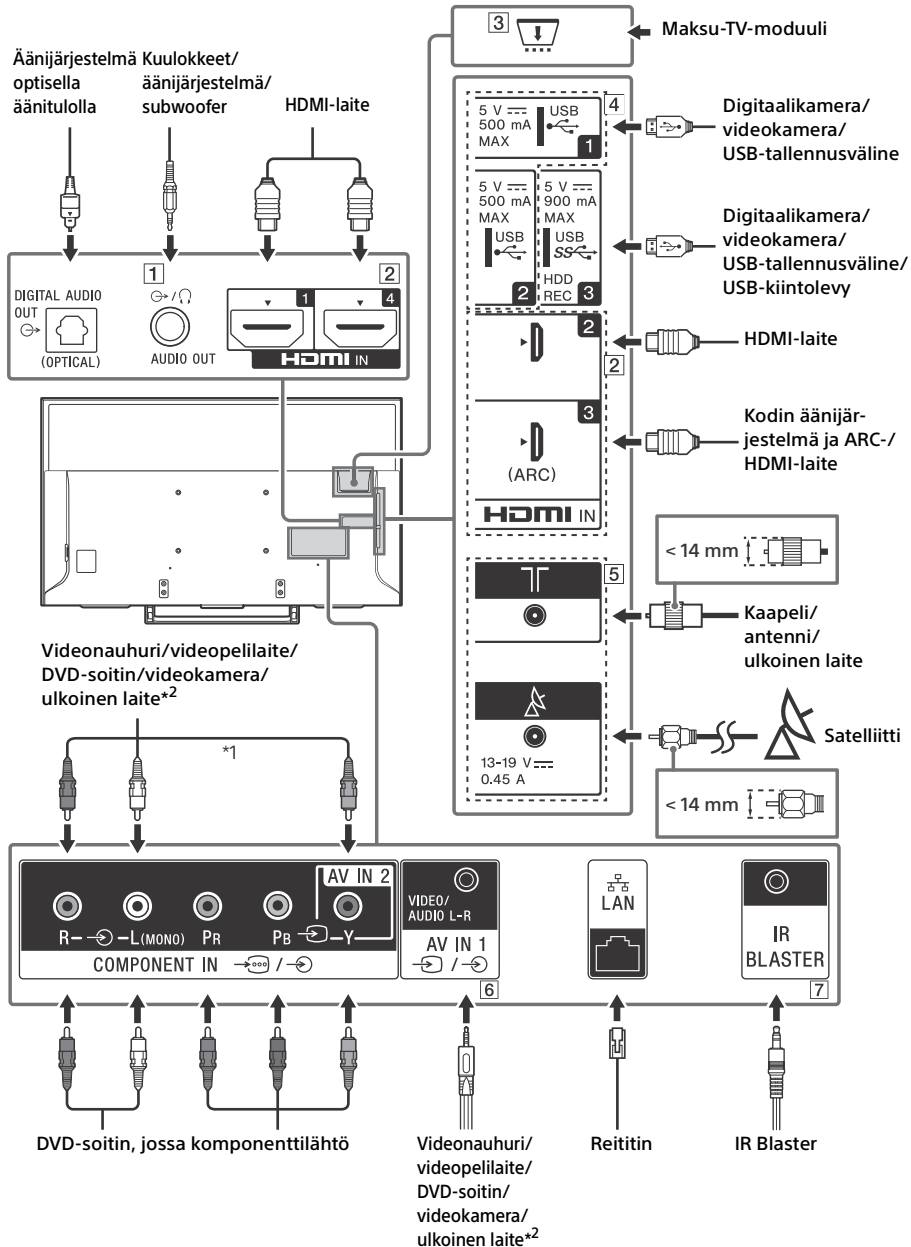 3
Maksu-TV-moduuli
Äänijärjestelmä
optisella
äänitulolla
Kuulokkeet/
äänijärjestelmä/
subwoofer
HDMI-laite
5 V
500 mA
MAX
USB
1
4
Digitaalikamera/
videokamera/
USB-tallennusväline
5 V
500 mA
MAX
USB
2
5 V
900 mA
MAX
USB
SS
HDD
REC
3
Digitaalikamera/
videokamera/
USB-tallennusväline/
USB-kiintolevy
DIGITAL AUDIO
OUT
(OPTICAL)
1
/
AUDIO OUT
2
1
4
HDMI IN
2
2
HDMI-laite
3
(ARC)
HDMI IN
Kodin äänijär-
jestelmä ja ARC-/
HDMI-laite
5
< 14 mm
Kaapeli/
antenni/
ulkoinen laite
13-19 V
0.45 A
Satelliitti
< 14 mm
Videonauhuri/videopelilaite/
DVD-soitin/videokamera/
ulkoinen laite*2
*1
AV IN 2
R- -L(MONO) PR PB -Y
COMPONENT IN /
VIDEO/
AUDIO L-R
AV IN 1
/
6
LAN
IR
BLASTER
7
DVD-soitin, jossa komponenttilähtö
Videonauhuri/
videopelilaite/
DVD-soitin/
videokamera/
ulkoinen laite*2
Reititin
IR Blaster